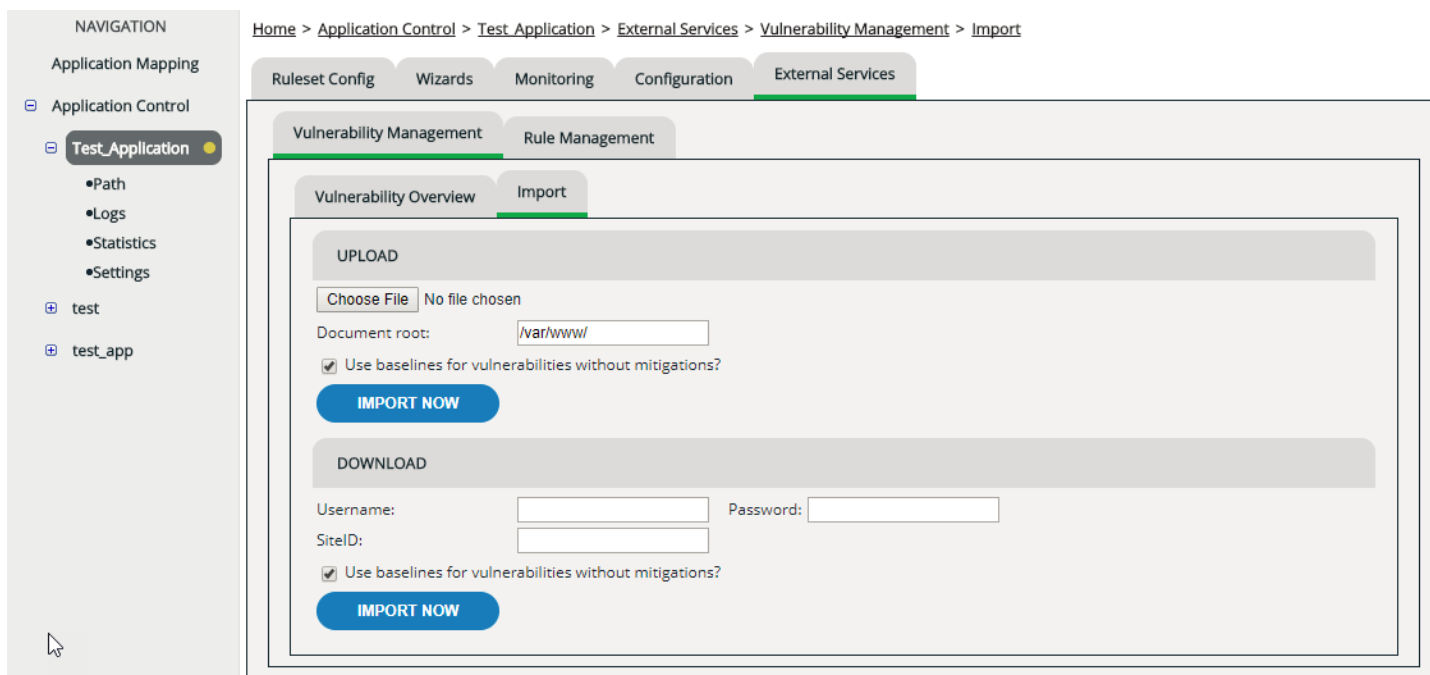 NAVIGATION
Application Mapping
Application Control
Test_Application
•Path
•Logs
•Statistics
•Settings
test
test_app
Home > Application Control > Test_Application > External Services > Vulnerability Management > Import
Ruleset Config Wizards Monitoring Configuration External Services
Vulnerability Management Rule Management
Vulnerability Overview Import
UPLOAD
Choose File No file chosen
Document root: /var/www/
Use baselines for vulnerabilities without mitigations?
IMPORT NOW
DOWNLOAD
Username: Password:
SiteID:
Use baselines for vulnerabilities without mitigations?
IMPORT NOW